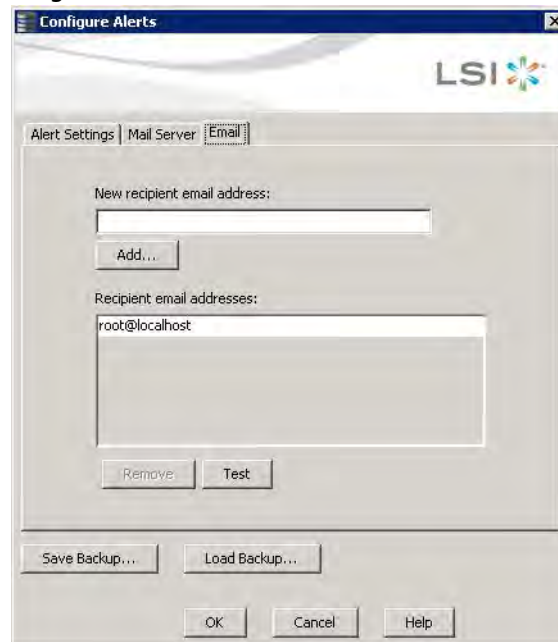 Configure Alerts
LSI
Alert Settings Mail Server Email
New recipient email address:
Add...
Recipient email addresses:
root@localhost
Remove Test
Save Backup... Load Backup...
OK Cancel Help